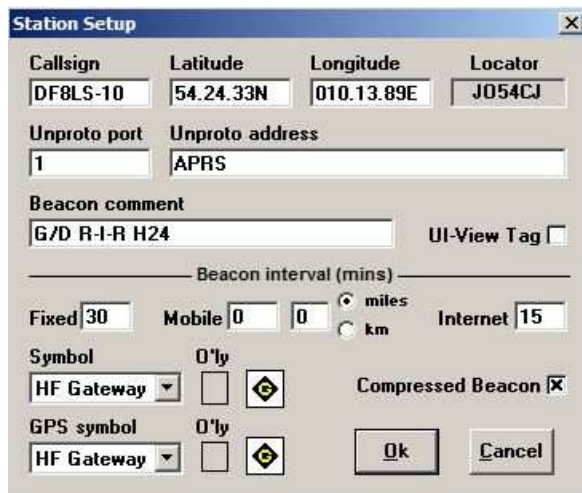 Station Setup
Callsign Latitude Longitude Locator
DF8LS-10 54.24.33N 010.13.89E JO54CJ
Unproto port Unproto address
1 APRS
Beacon comment
G/D R-I-R H24 UI-View Tag
Beacon interval (mins)
Fixed 30 Mobile 0 0 miles km Internet 15
Symbol O'ly
HF Gateway G Compressed Beacon
GPS symbol O'ly
HF Gateway G Ok Cancel